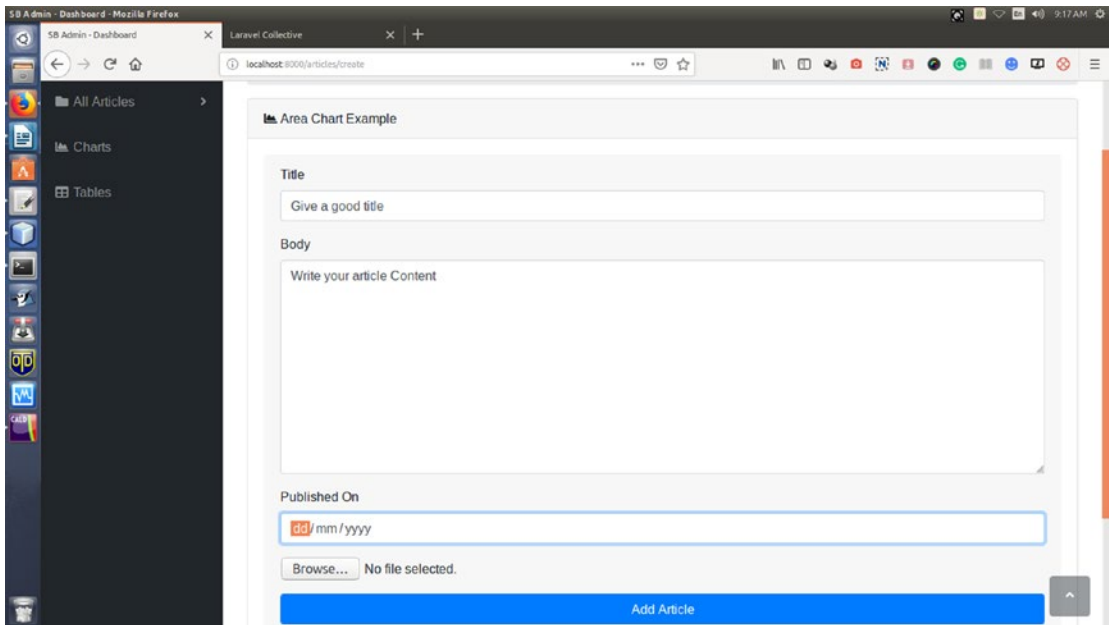 SB Admin - Dashboard - Mozilla Firefox
En 9:17 AM
SB Admin - Dashboard
Laravel Collective
localhost:8000/articles/create
All Articles
Area Chart Example
Charts
Title
Tables
Give a good title
Body
Write your article Content
Published On
dd/mm/yyyy
Browse... No file selected.
Add Article